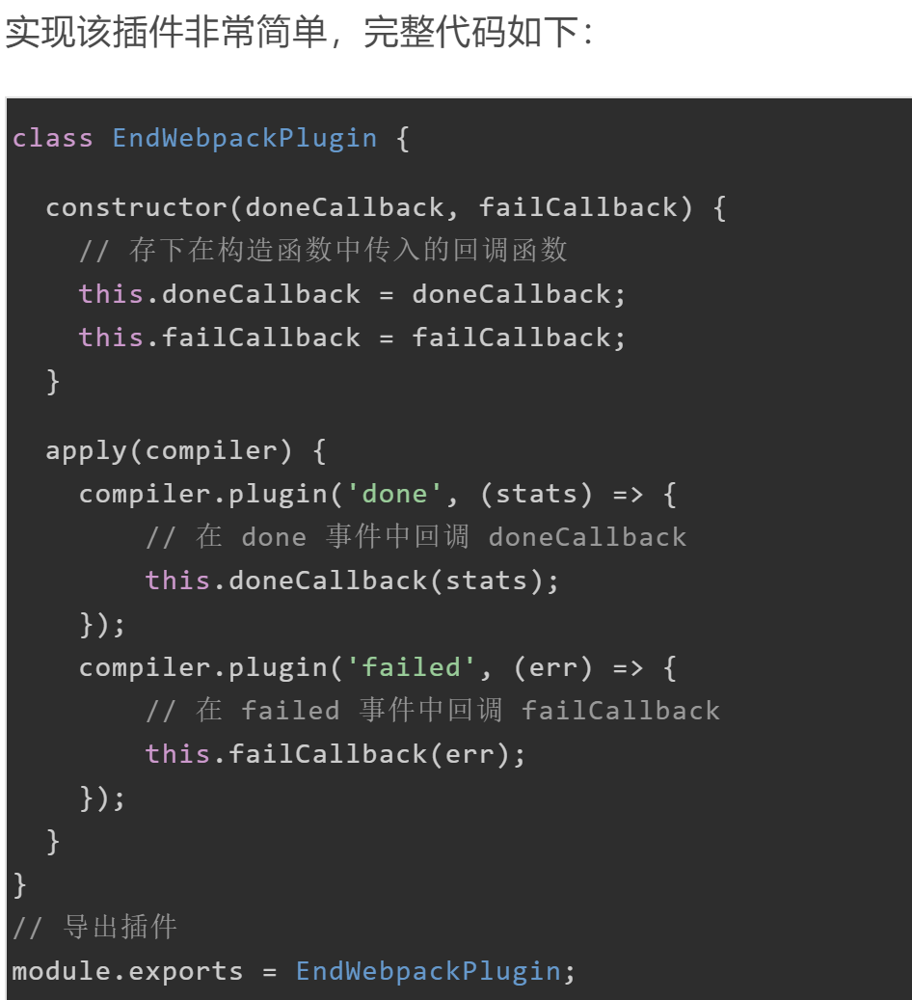 实现该插件非常简单，完整代码如下：
class EndWebpackPlugin {
  constructor(doneCallback, failCallback) {
    // 存下在构造函数中传入的回调函数
    this.doneCallback = doneCallback;
    this.failCallback = failCallback;
  }
  apply(compiler) {
    compiler.plugin('done', (stats) => {
        // 在 done 事件中回调 doneCallback
        this.doneCallback(stats);
    });
    compiler.plugin('failed', (err) => {
        // 在 failed 事件中回调 failCallback
        this.failCallback(err);
    });
  }
}
// 导出插件
module.exports = EndWebpackPlugin;